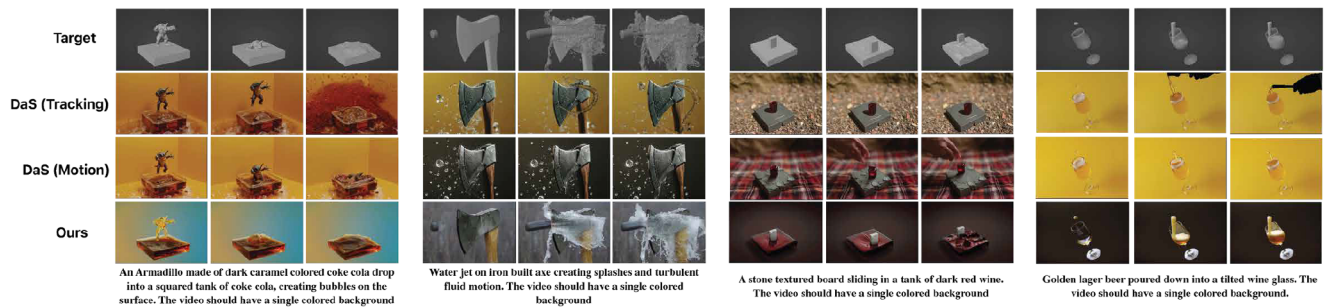 Target
DaS (Tracking)
DaS (Motion)
Ours
An Armadillo made of dark caramel colored coke cola drop
into a squared tank of coke cola, creating bubbles on the
surface. The video should have a single colored background
Water jet on iron built axe creating splashes and turbulent
fluid motion. The video should have a single colored
background
A stone textured board sliding in a tank of dark red wine.
The video should have a single colored background
Golden lager beer poured down into a tilted wine glass. The
video should have a single colored background.